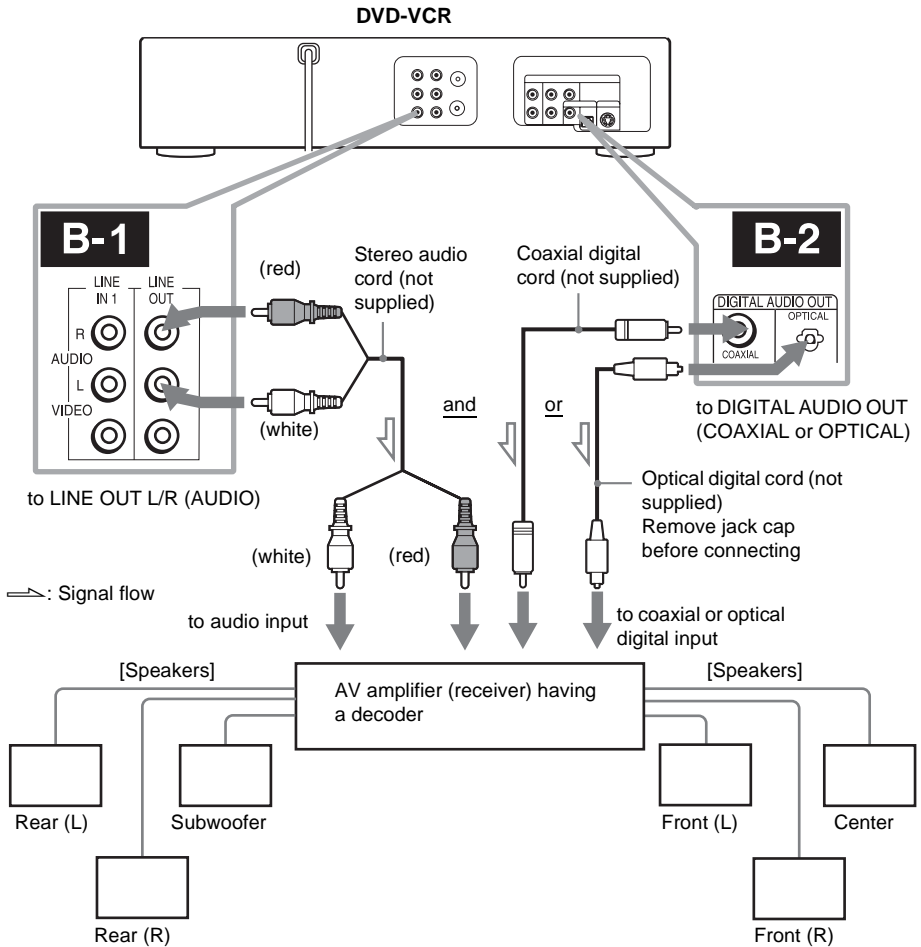 DVD-VCR
B-1
LINE
IN 1
LINE
OUT
R
AUDIO
L
VIDEO
to LINE OUT L/R (AUDIO)
(red)
(white)
Stereo audio
cord (not
supplied)
and
Coaxial digital
cord (not supplied)
or
B-2
DIGITAL AUDIO OUT
OPTICAL
COAXIAL
to DIGITAL AUDIO OUT
(COAXIAL or OPTICAL)
Optical digital cord (not
supplied)
Remove jack cap
before connecting
(white)
(red)
: Signal flow
to audio input
to coaxial or optical
digital input
[Speakers]
[Speakers]
AV amplifier (receiver) having
a decoder
Rear (L)
Subwoofer
Front (L)
Center
Rear (R)
Front (R)